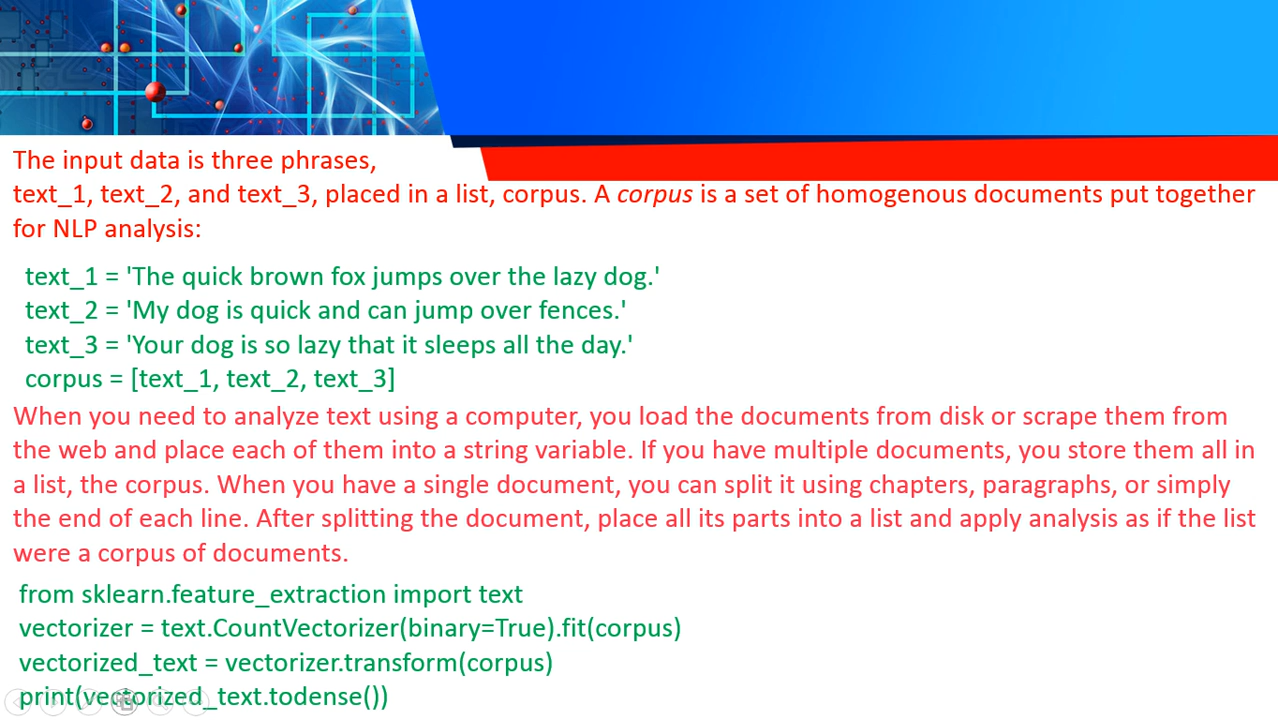 The input data is three phrases,
text_1, text_2, and text_3, placed in a list, corpus. A corpus is a set of homogenous documents put together
for NLP analysis:
text_1 = 'The quick brown fox jumps over the lazy dog.'
text_2 = 'My dog is quick and can jump over fences.'
text_3 = 'Your dog is so lazy that it sleeps all the day.'
corpus = [text_1, text_2, text_3]
When you need to analyze text using a computer, you load the documents from disk or scrape them from
the web and place each of them into a string variable. If you have multiple documents, you store them all in
a list, the corpus. When you have a single document, you can split it using chapters, paragraphs, or simply
the end of each line. After splitting the document, place all its parts into a list and apply analysis as if the list
were a corpus of documents.
from sklearn.feature_extraction import text
vectorizer = text.CountVectorizer(binary=True).fit(corpus)
vectorized_text = vectorizer.transform(corpus)
print(vectorized_text.todense())